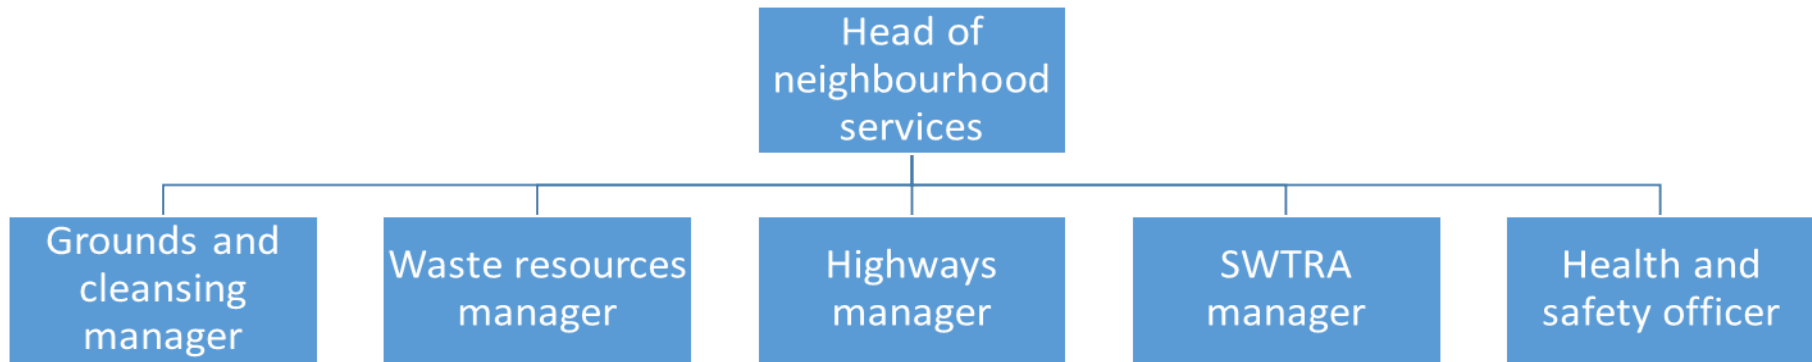 Head of
neighbourhood
services
Grounds and
cleansing
manager
Waste resources
manager
Highways
manager
SWTRA
manager
Health and
safety officer